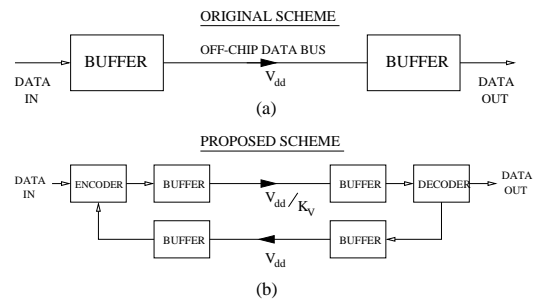 ORIGINAL SCHEME
BUFFER
OFF-CHIP DATA BUS
BUFFER
DATA
IN
V_dd
DATA
OUT
(a)
PROPOSED SCHEME
DATA
IN
ENCODER
BUFFER
BUFFER
DECODER
DATA
OUT
V_dd/K_V
BUFFER
BUFFER
V_dd
(b)